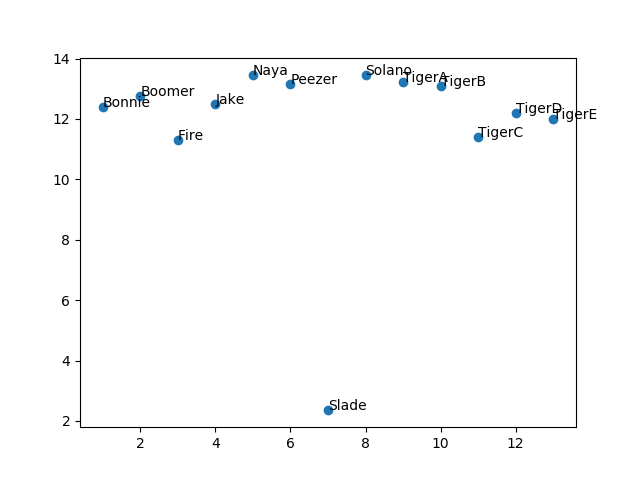 14
Naya
Solano
Peezer
TigerA
TigerB
Boomer
Bonnie
Jake
TigerD
TigerE
12
Fire
TigerC
10
8
6
4
Slade
2
2 4 6 8 10 12